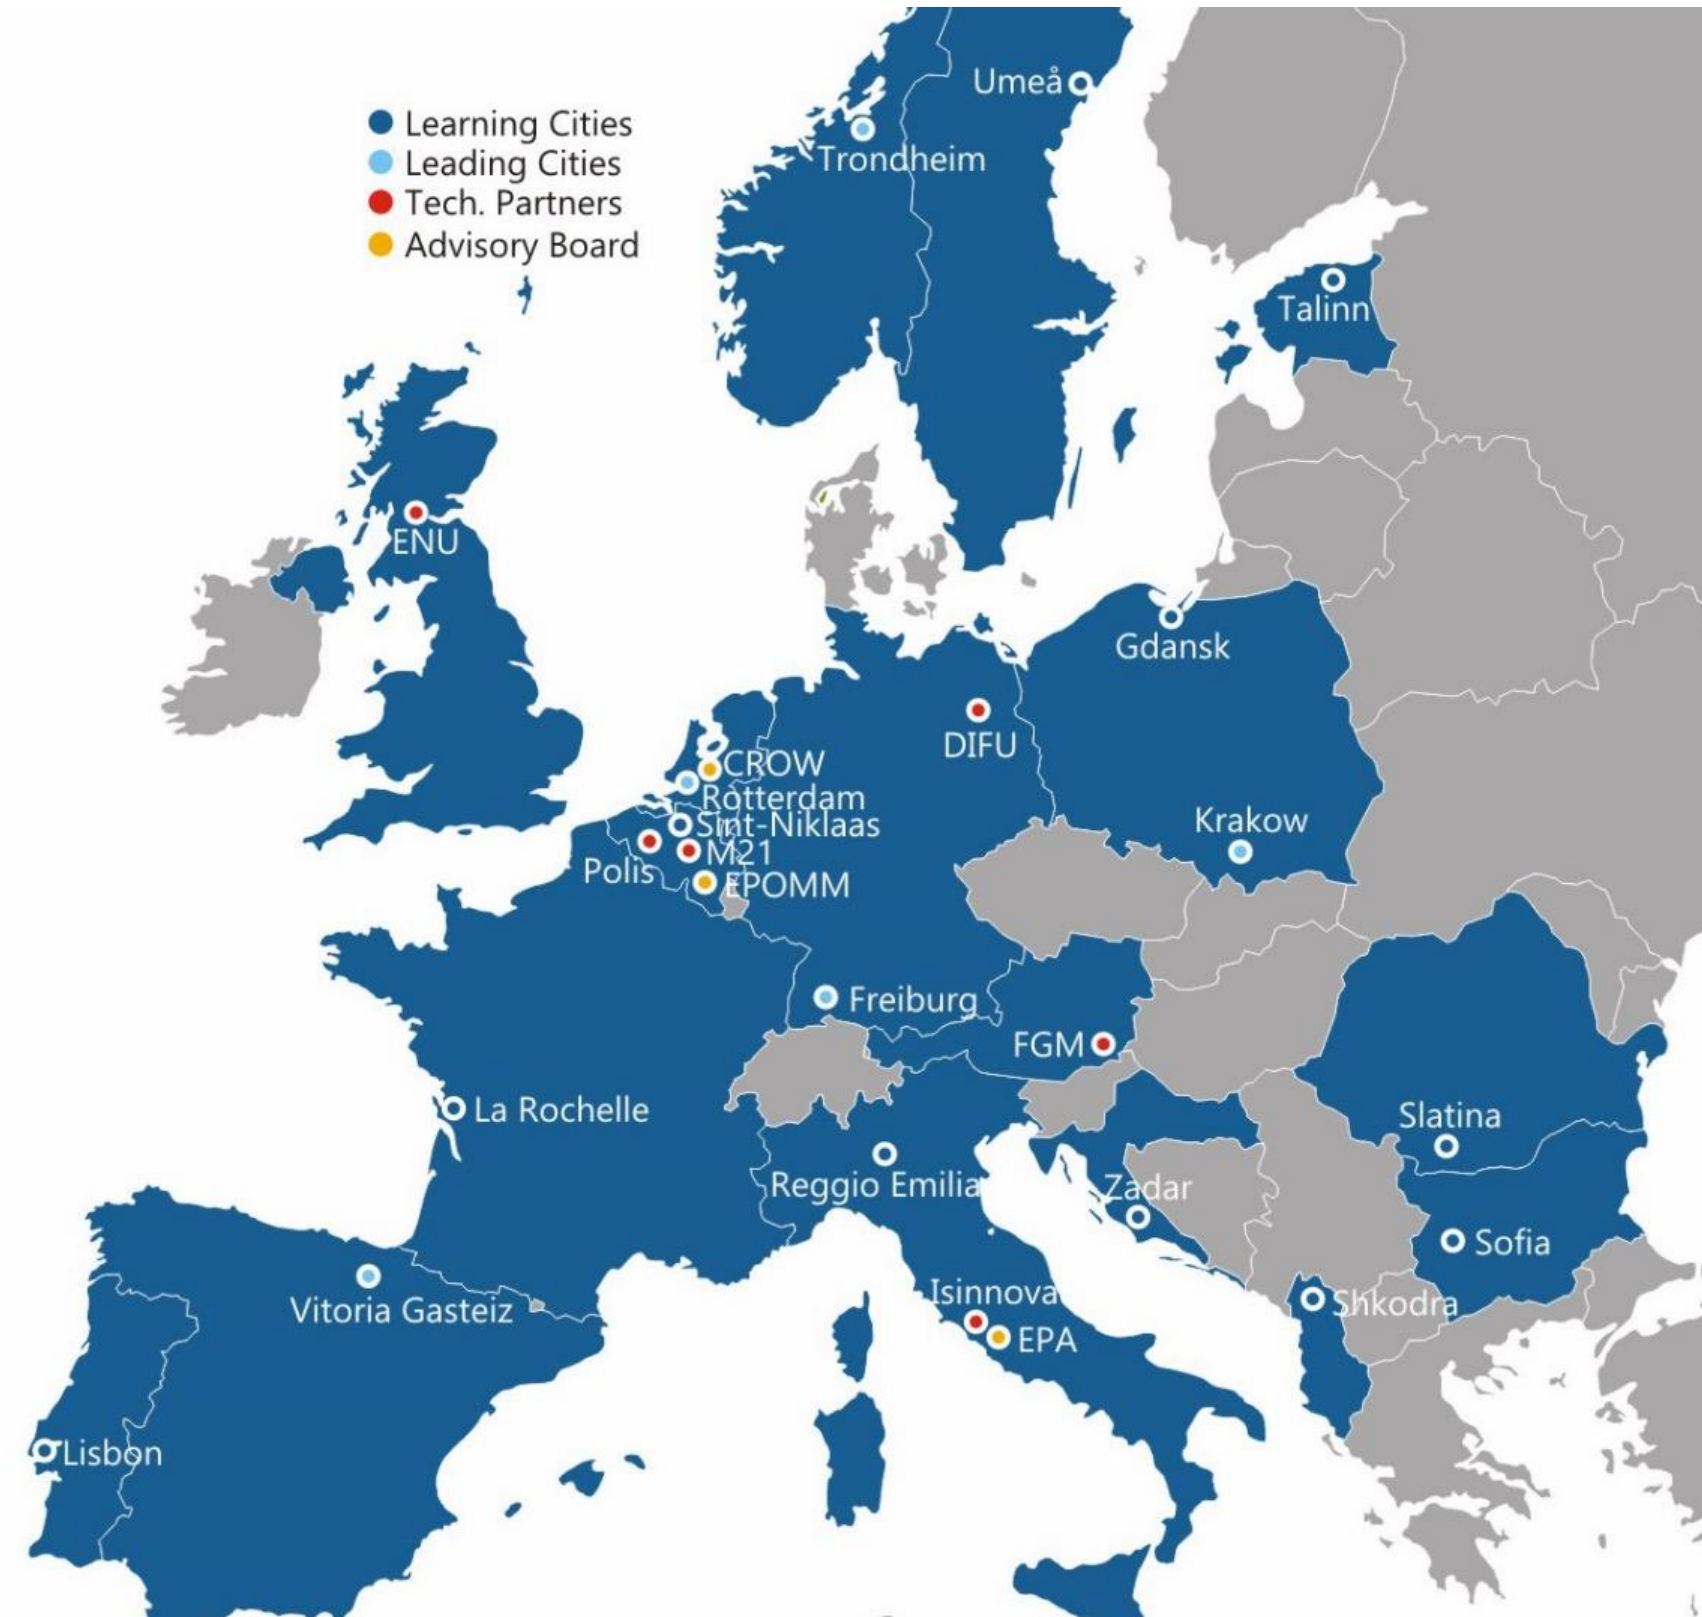 Umeå
Learning Cities
Leading Cities
Trondheim
Tech. Partners
Advisory Board
Talinn
ENU
Gdansk
DIFU
CROW
Rotterdam
Krakow
Sint-Niklaas
M21
Polis
EPOMM
Freiburg
FGM
La Rochelle
Slatina
Reggio Emilia
Zadar
Sofia
Isinnova
Shkodra
Vitoria Gasteiz
EPA
Lisbon